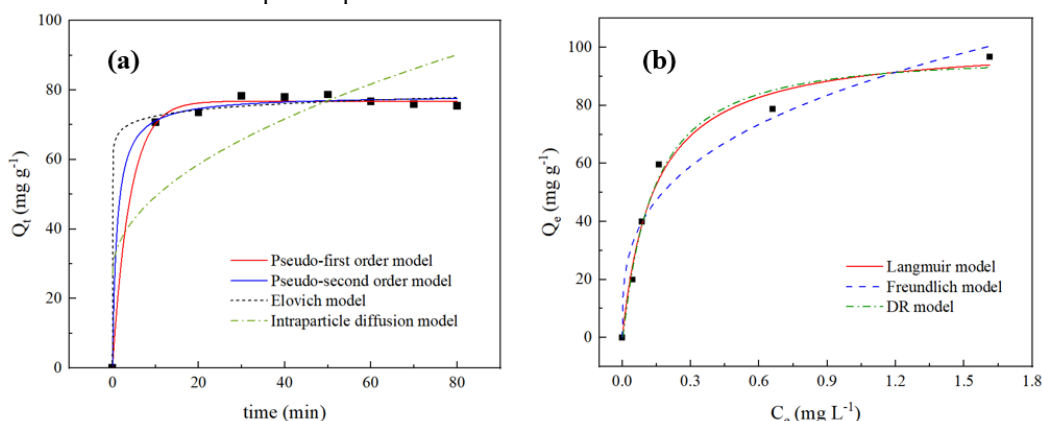 (a)
100
80
60
40
20
0
Qt (mg g-1)
Pseudo-first order model
Pseudo-second order model
Elovich model
Intraparticle diffusion model
0 20 40 60 80
time (min)
(b)
100
80
60
40
20
0
Qe (mg g-1)
Langmuir model
Freundlich model
DR model
0.0 0.3 0.6 0.9 1.2 1.5 1.8
Ce (mg L-1)